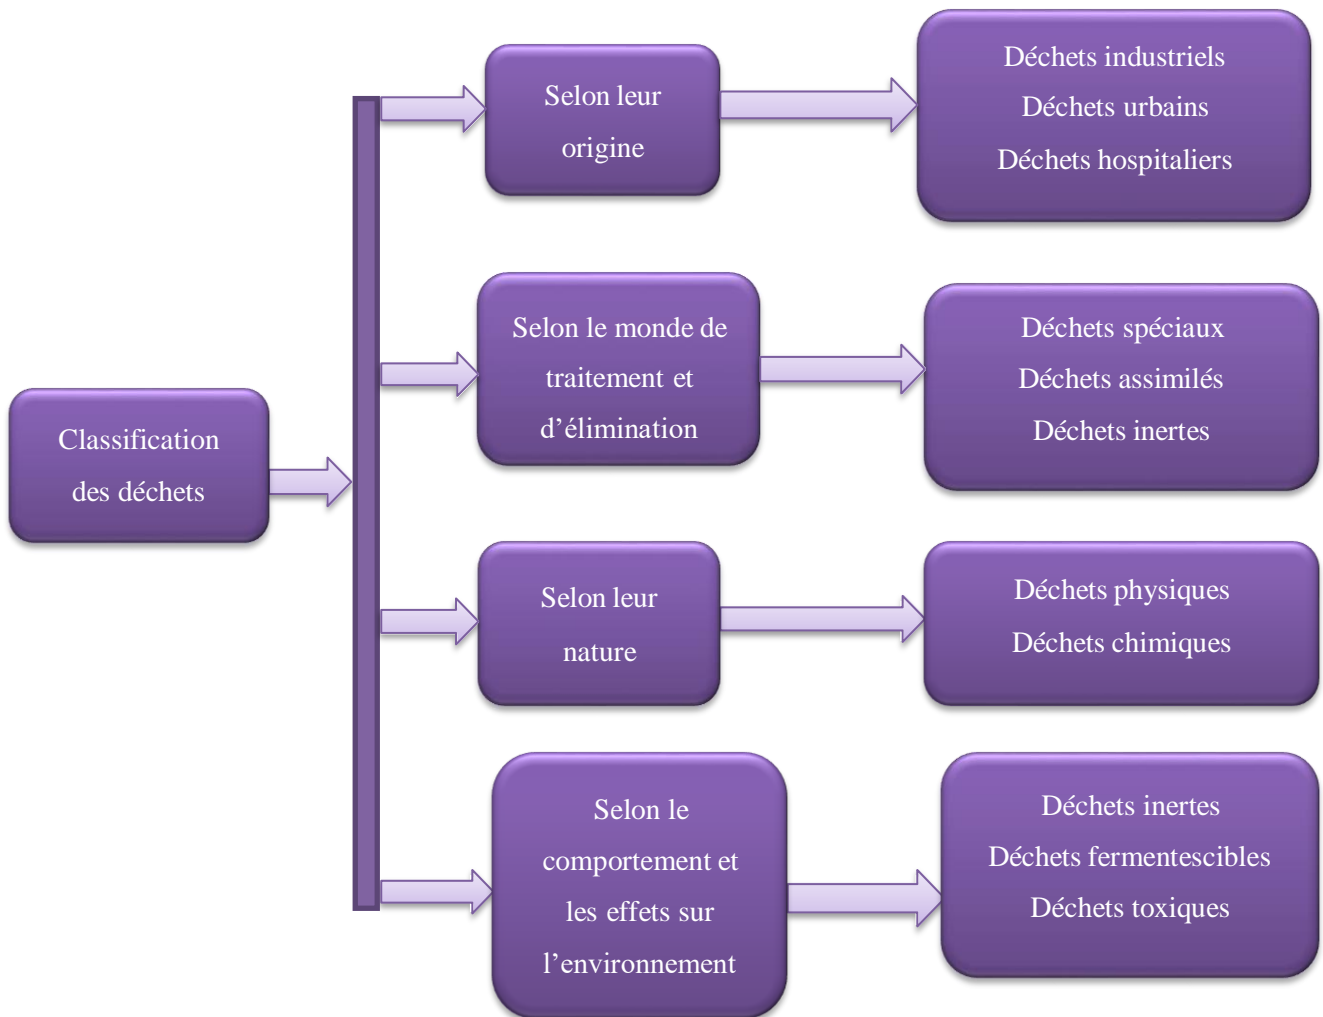 Classification
des déchets
Selon leur
origine
Déchets industriels
Déchets urbains
Déchets hospitaliers
Selon le monde de
traitement et
d’élimination
Déchets spéciaux
Déchets assimilés
Déchets inertes
Selon leur
nature
Déchets physiques
Déchets chimiques
Selon le
comportement et
les effets sur
l’environnement
Déchets inertes
Déchets fermentescibles
Déchets toxiques